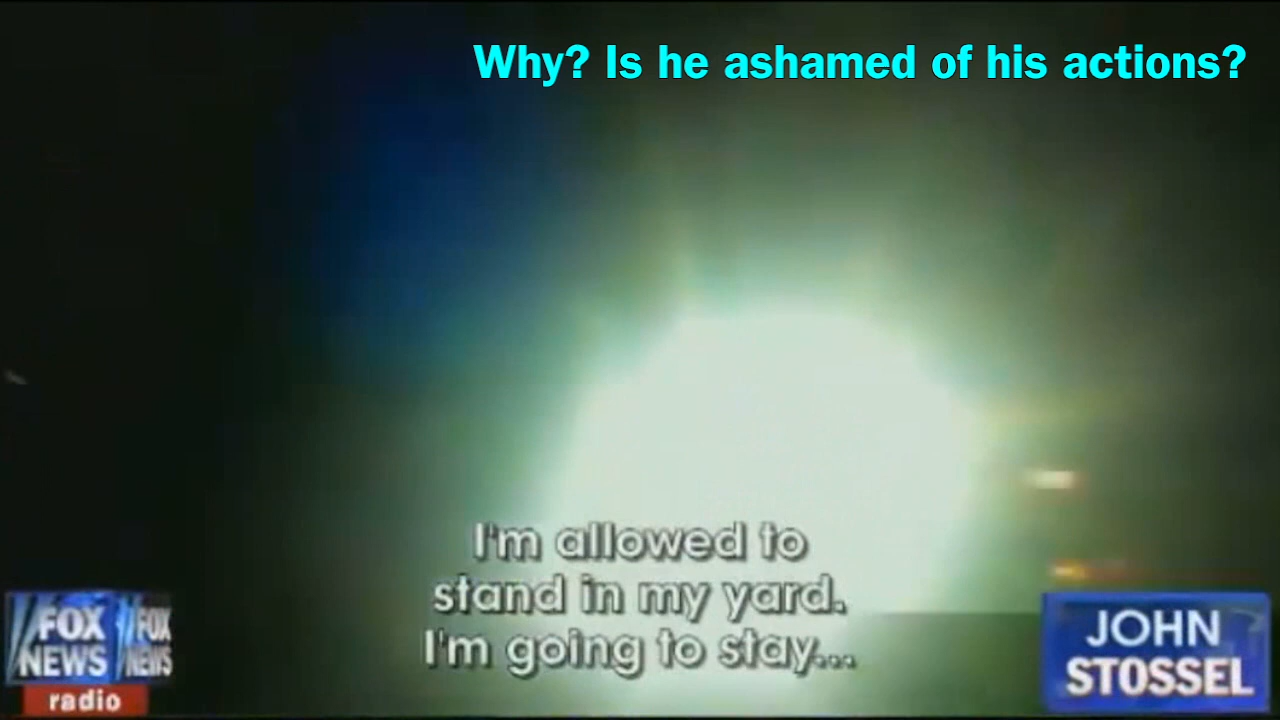 Why? Is he ashamed of his actions?
I'm allowed to
stand in my yard.
I'm going to stay...
FOX
NEWS
FOX
NEWS
radio
JOHN
STOSSEL